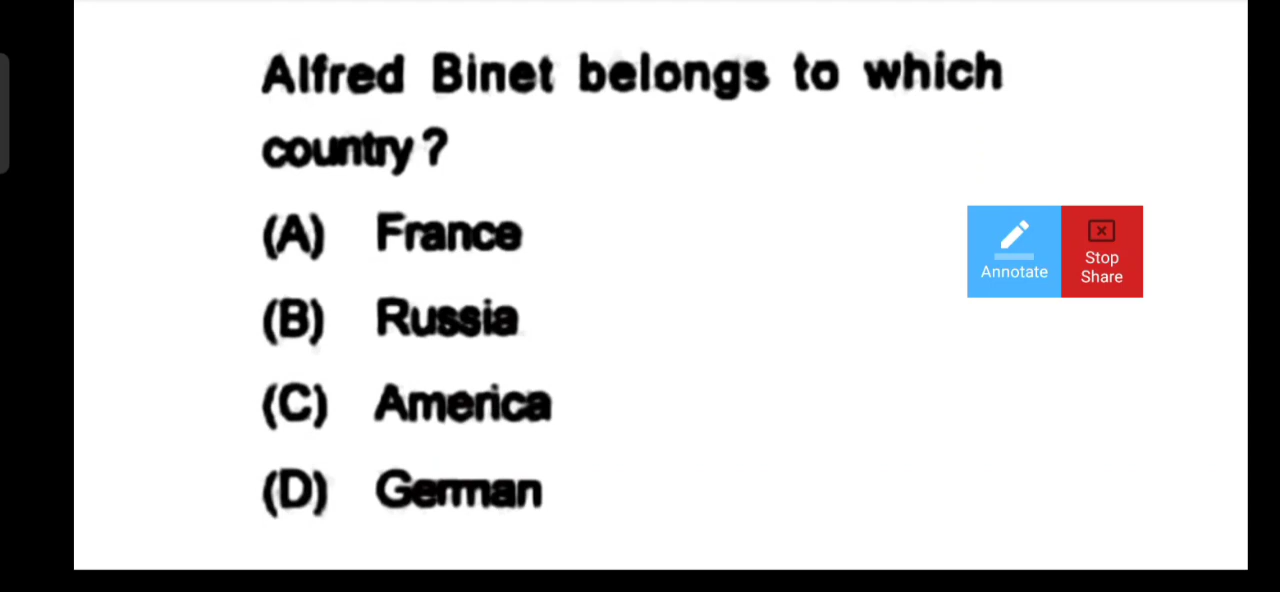 Alfred Binet belongs to which
country ?
(A) France
(B) Russia
(C) America
(D) German
Annotate
Stop
Share